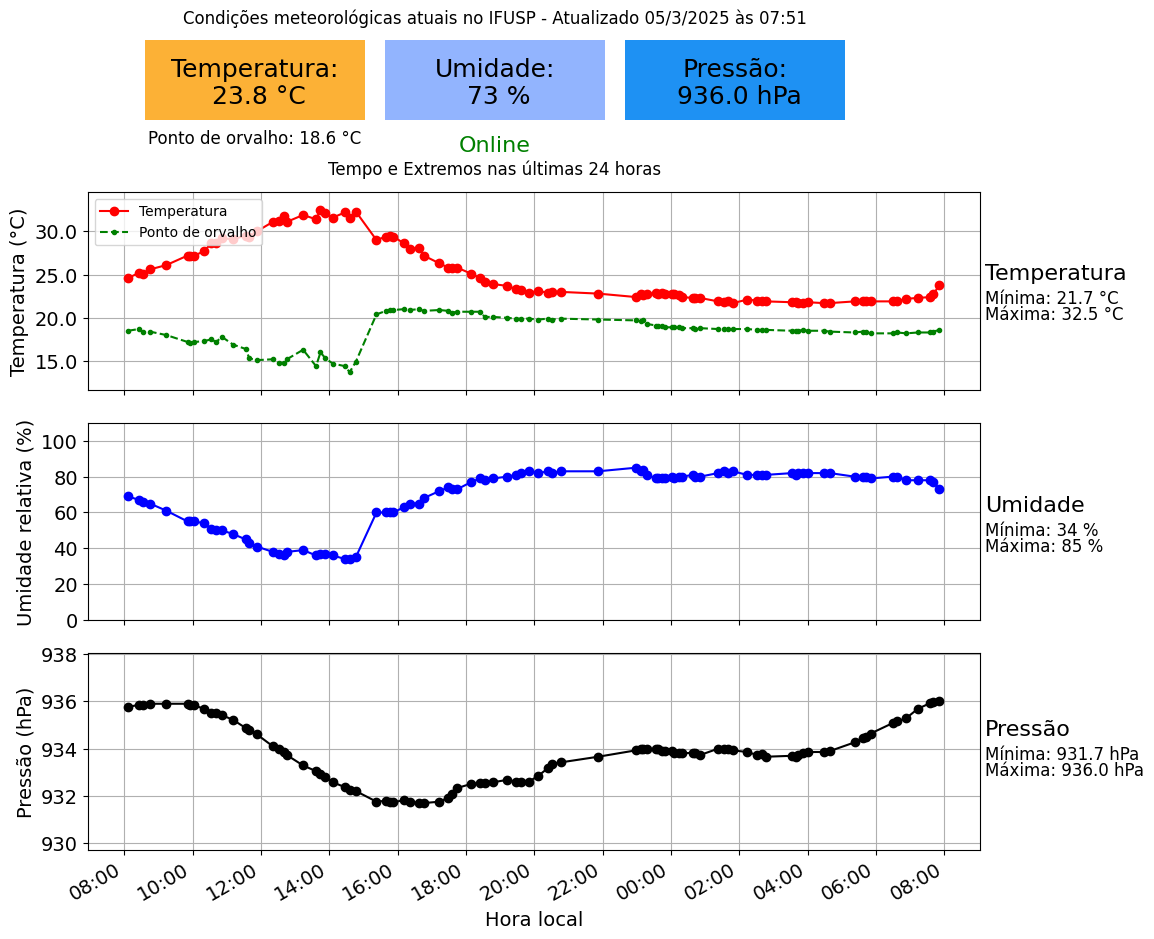 Condições meteorológicas atuais no IFUSP - Atualizado 05/3/2025 às 07:51
Temperatura:
23.8 °C
Umidade:
73 %
Pressão:
936.0 hPa
Ponto de orvalho: 18.6 °C
Online
Tempo e Extremos nas últimas 24 horas
Temperatura (°C)
30.0
25.0
20.0
15.0
Temperatura
Ponto de orvalho
Temperatura
Mínima: 21.7 °C
Máxima: 32.5 °C
Umidade relativa (%)
100
80
60
40
20
0
Umidade
Mínima: 34 %
Máxima: 85 %
Pressão (hPa)
938
936
934
932
930
Pressão
Mínima: 931.7 hPa
Máxima: 936.0 hPa
08:00
10:00
12:00
14:00
16:00
18:00
20:00
22:00
00:00
02:00
04:00
06:00
08:00
Hora local